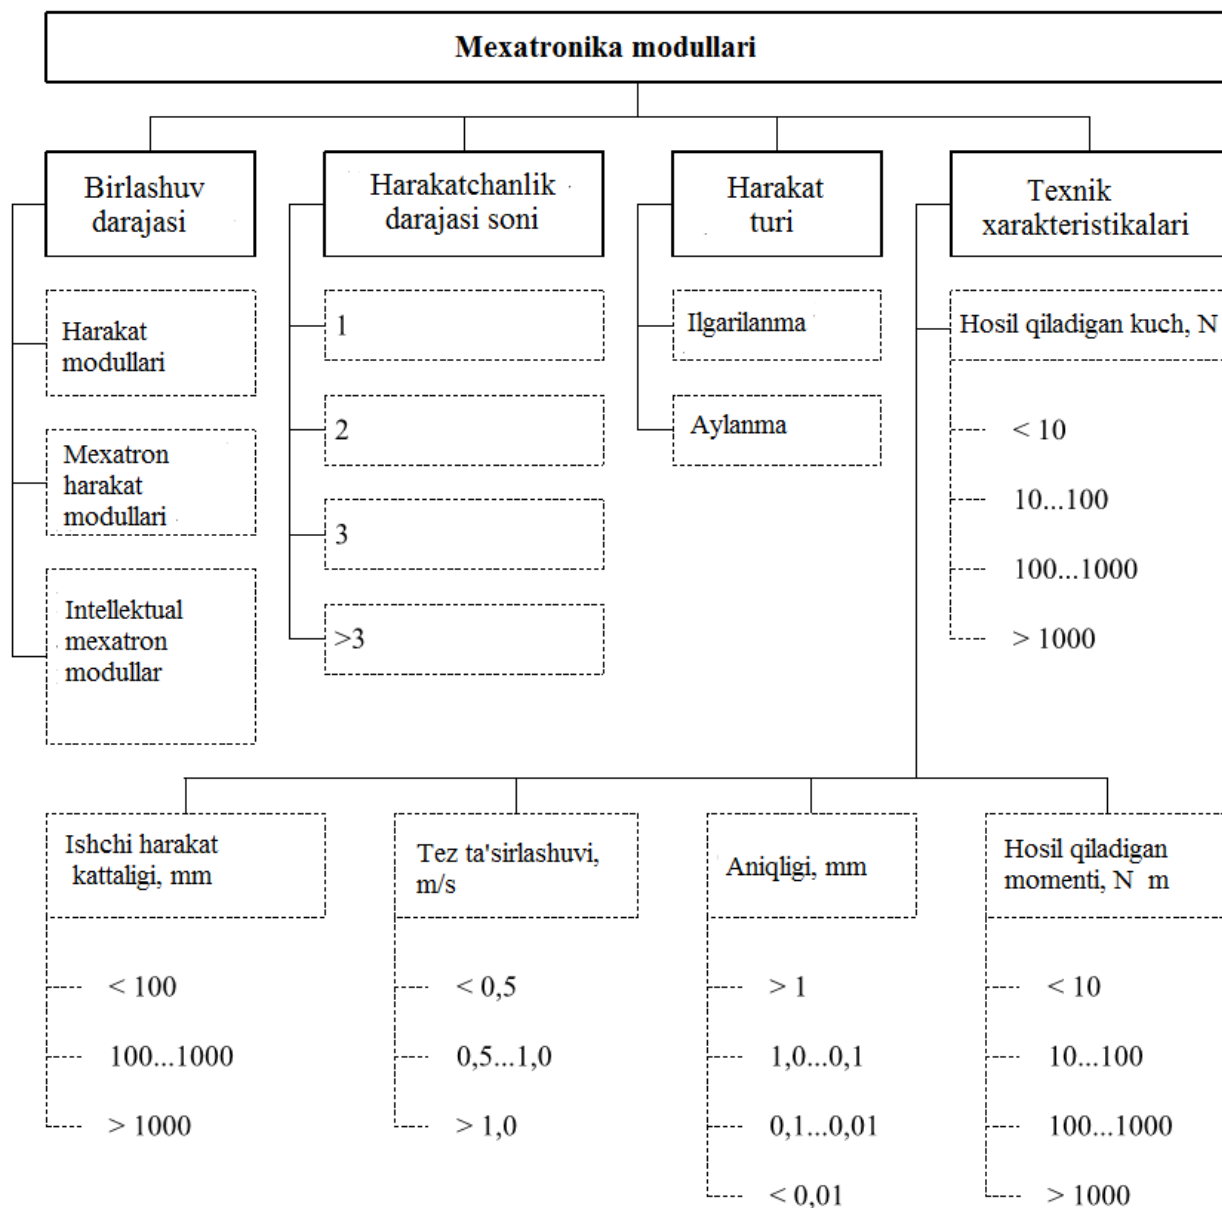 Mexatronika modullari
Birlashuv
darajasi
Harakat
modullari
Mexatron
harakat
modullari
Intellektual
mexatron
modullar
Harakatchanlik
darajasi soni
1
2
3
>3
Harakat
turi
Ilgarilanma
Aylanma
Texnik
xarakteristikalari
Hosil qiladigan kuch, N
< 10
10...100
100...1000
> 1000
Ishchi harakat
kattaligi, mm
< 100
100...1000
> 1000
Tez ta'sirlashuvi,
m/s
< 0,5
0,5...1,0
> 1,0
Aniqligi, mm
> 1
1,0...0,1
0,1...0,01
< 0,01
Hosil qiladigan
momenti, N m
< 10
10...100
100...1000
> 1000